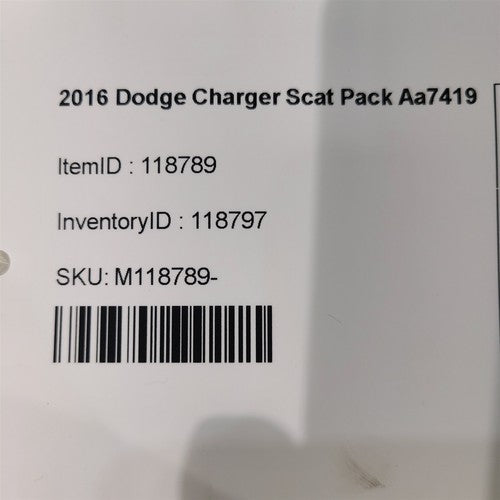 2016 Dodge Charger Scat Pack Aa7419
ItemID : 118789
InventoryID : 118797
SKU: M118789-